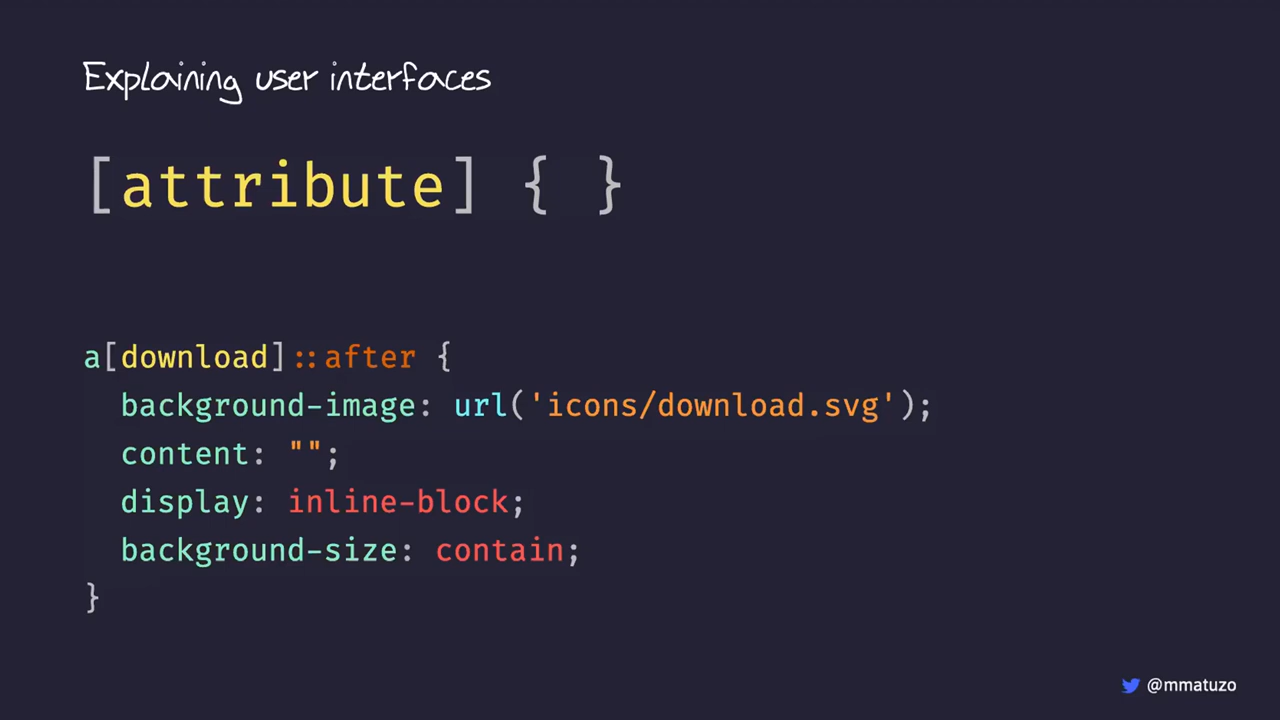 Explaining user interfaces
[attribute] { }
a[download]::after {
background-image: url('icons/download.svg');
content: "";
display: inline-block;
background-size: contain;
}
@mmatuzo